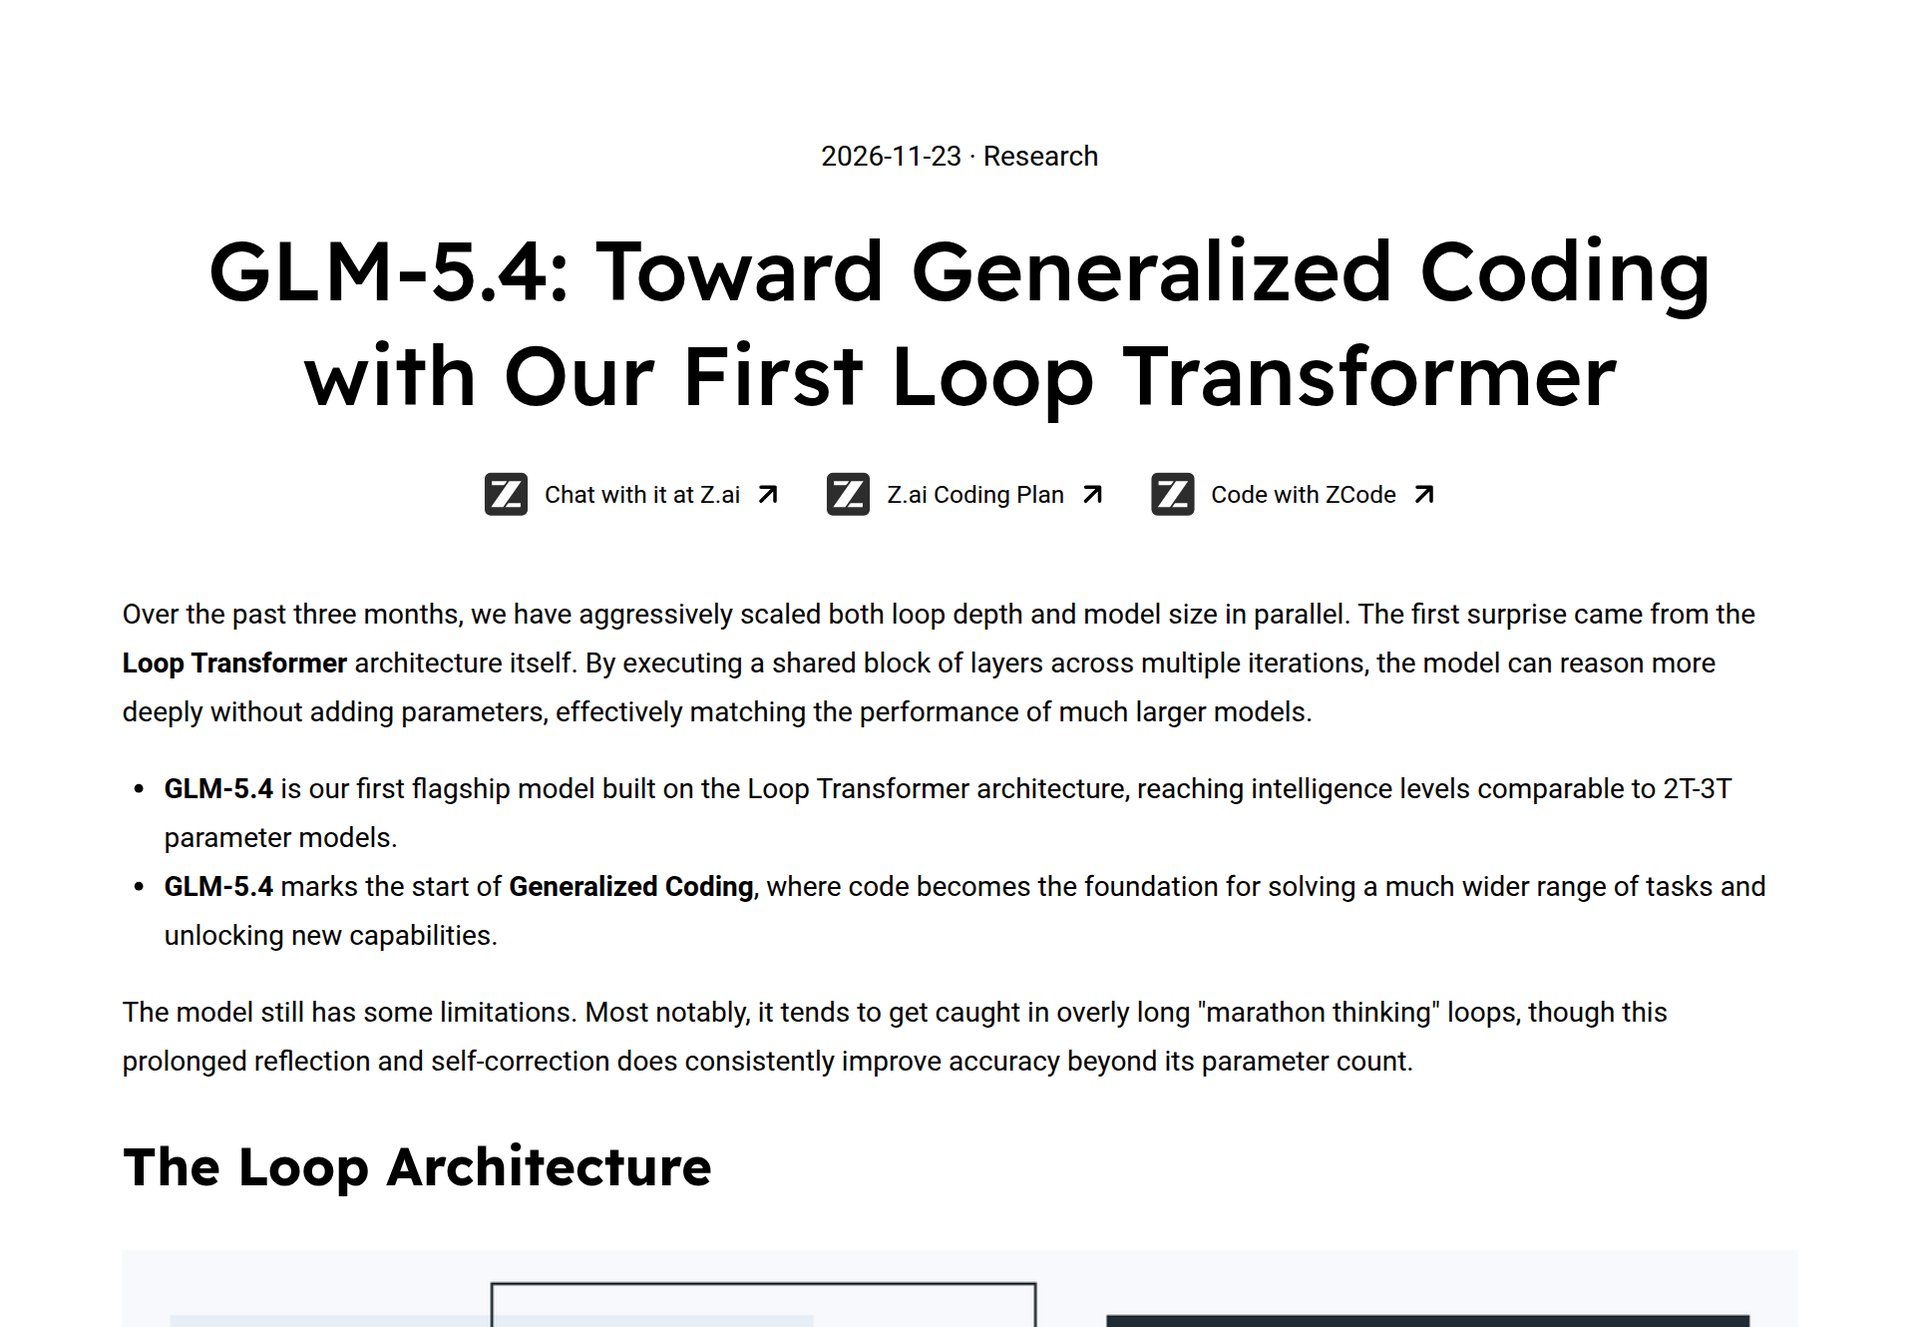 2026-11-23 · Research
GLM-5.4: Toward Generalized Coding
with Our First Loop Transformer
Chat with it at Z.ai Z.ai Coding Plan Code with ZCode
Over the past three months, we have aggressively scaled both loop depth and model size in parallel. The first surprise came from the
Loop Transformer architecture itself. By executing a shared block of layers across multiple iterations, the model can reason more
deeply without adding parameters, effectively matching the performance of much larger models.
• GLM-5.4 is our first flagship model built on the Loop Transformer architecture, reaching intelligence levels comparable to 2T-3T
parameter models.
• GLM-5.4 marks the start of Generalized Coding, where code becomes the foundation for solving a much wider range of tasks and
unlocking new capabilities.
The model still has some limitations. Most notably, it tends to get caught in overly long "marathon thinking" loops, though this
prolonged reflection and self-correction does consistently improve accuracy beyond its parameter count.
The Loop Architecture